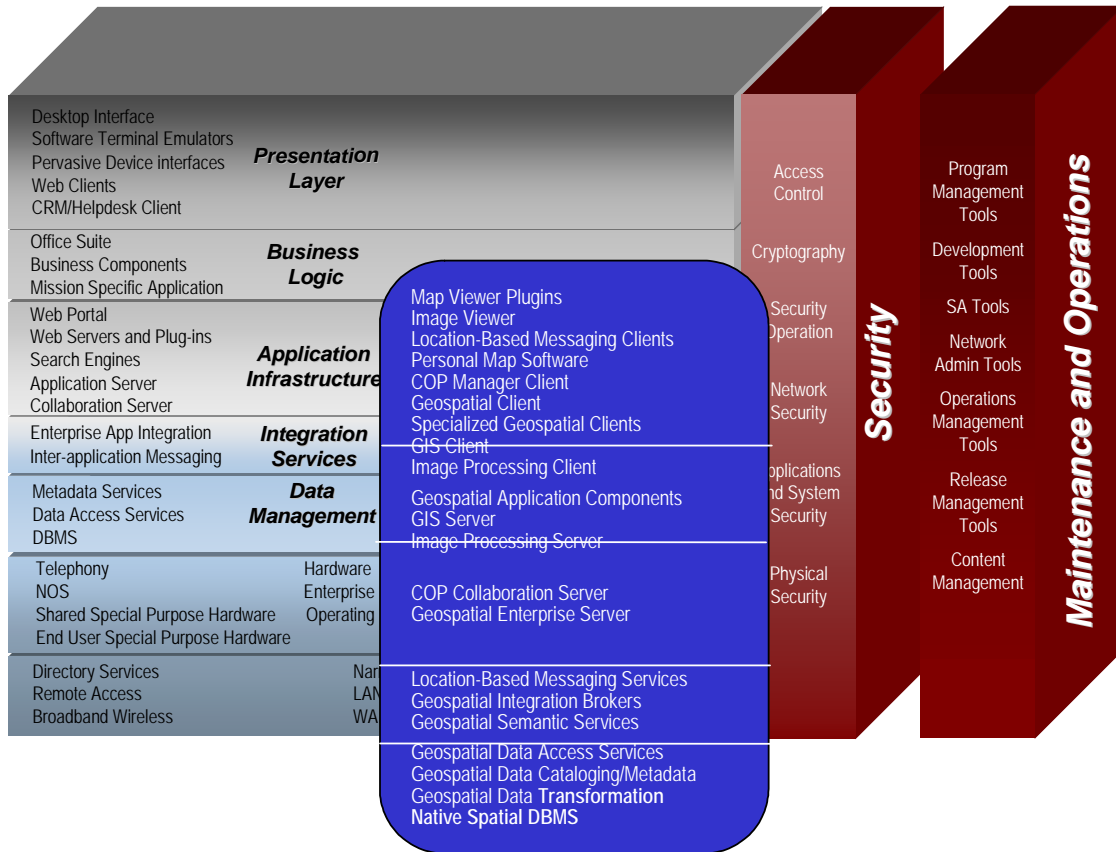 Desktop Interface
Software Terminal Emulators
Pervasive Device interfaces
Web Clients
CRM/Helpdesk Client
Presentation
Layer
Office Suite
Business Components
Mission Specific Application
Business
Logic
Web Portal
Web Servers and Plug-ins
Search Engines
Application Server
Collaboration Server
Application
Infrastructure
Enterprise App Integration
Inter-application Messaging
Integration
Services
Metadata Services
Data Access Services
DBMS
Data
Management
Telephony
NOS
Shared Special Purpose Hardware
End User Special Purpose Hardware
Hardware
Enterprise
Operating
Directory Services
Remote Access
Broadband Wireless
Nar
LAN
WA
Map Viewer Plugins
Image Viewer
Location-Based Messaging Clients
Personal Map Software
COP Manager Client
Geospatial Client
Specialized Geospatial Clients
GIS Client
Image Processing Client
Geospatial Application Components
GIS Server
Image Processing Server
COP Collaboration Server
Geospatial Enterprise Server
Location-Based Messaging Services
Geospatial Integration Brokers
Geospatial Semantic Services
Geospatial Data Access Services
Geospatial Data Cataloging/Metadata
Geospatial Data Transformation
Native Spatial DBMS
Access
Control
Cryptography
Security
Operation
Network
Security
pplications
nd System
Security
Physical
Security
Security
Program
Management
Tools
Development
Tools
SA Tools
Network
Admin Tools
Operations
Management
Tools
Release
Management
Tools
Content
Management
Maintenance and Operations